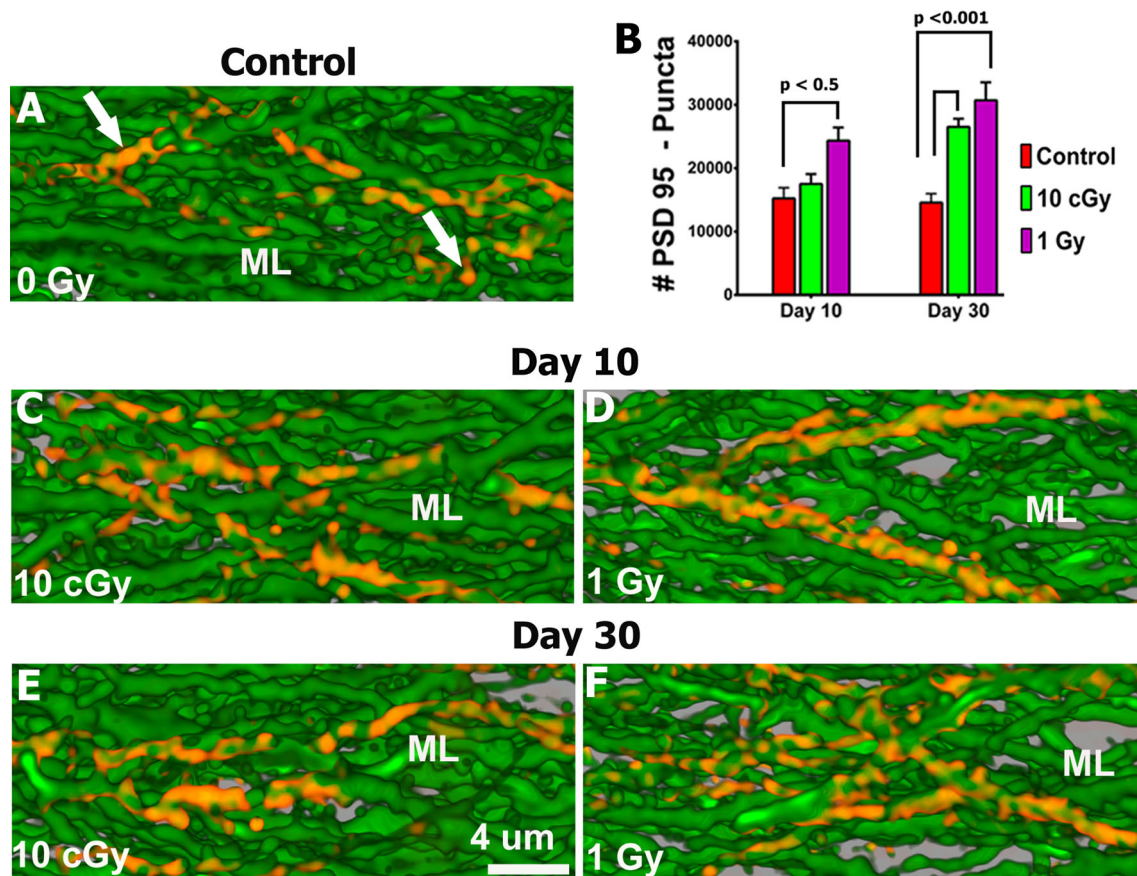 Control
A
ML
0 Gy
B
p <0.001
p < 0.5
# PSD 95 - Puncta
40000
30000
20000
10000
0
Day 10
Day 30
Control
10 cGy
1 Gy
Day 10
C
ML
10 cGy
D
ML
1 Gy
Day 30
E
ML
10 cGy
4 um
F
ML
1 Gy